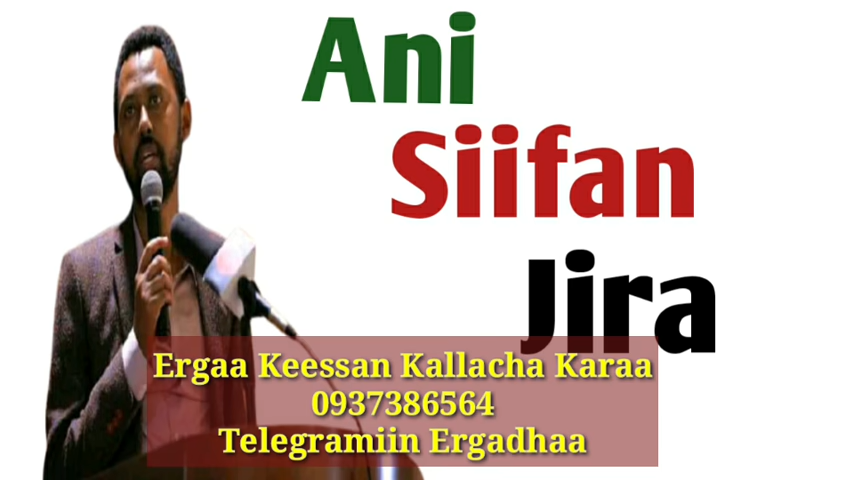 Ani
Siifan
Jira
Ergaa Keessan Kallacha Karaa
0937386564
Telegramiin Ergadhaa